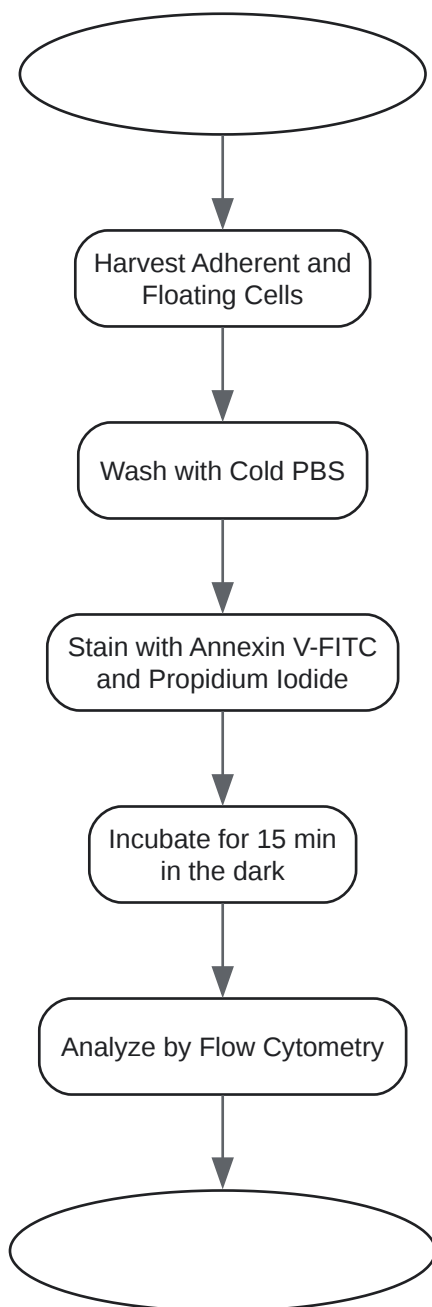 Harvest Adherent and
Floating Cells
Wash with Cold PBS
Stain with Annexin V-FITC
and Propidium Iodide
Incubate for 15 min
in the dark
Analyze by Flow Cytometry